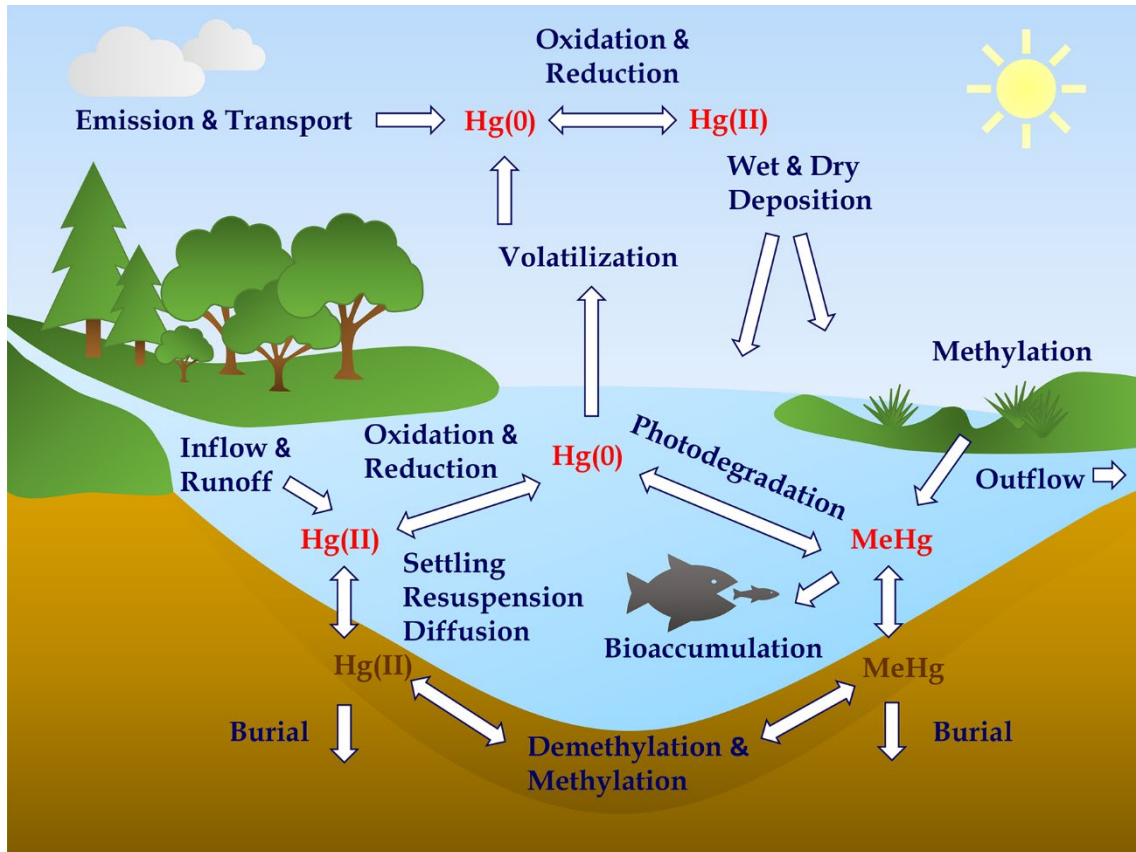 Oxidation &
Reduction
Emission & Transport
Hg(0)
Hg(II)
Wet & Dry
Deposition
Volatilization
Methylation
Inflow &
Runoff
Oxidation &
Reduction
Hg(0)
Photodegradation
Outflow
Hg(II)
MeHg
Settling
Resuspension
Diffusion
Bioaccumulation
Hg(II)
MeHg
Burial
Demethylation &
Methylation
Burial